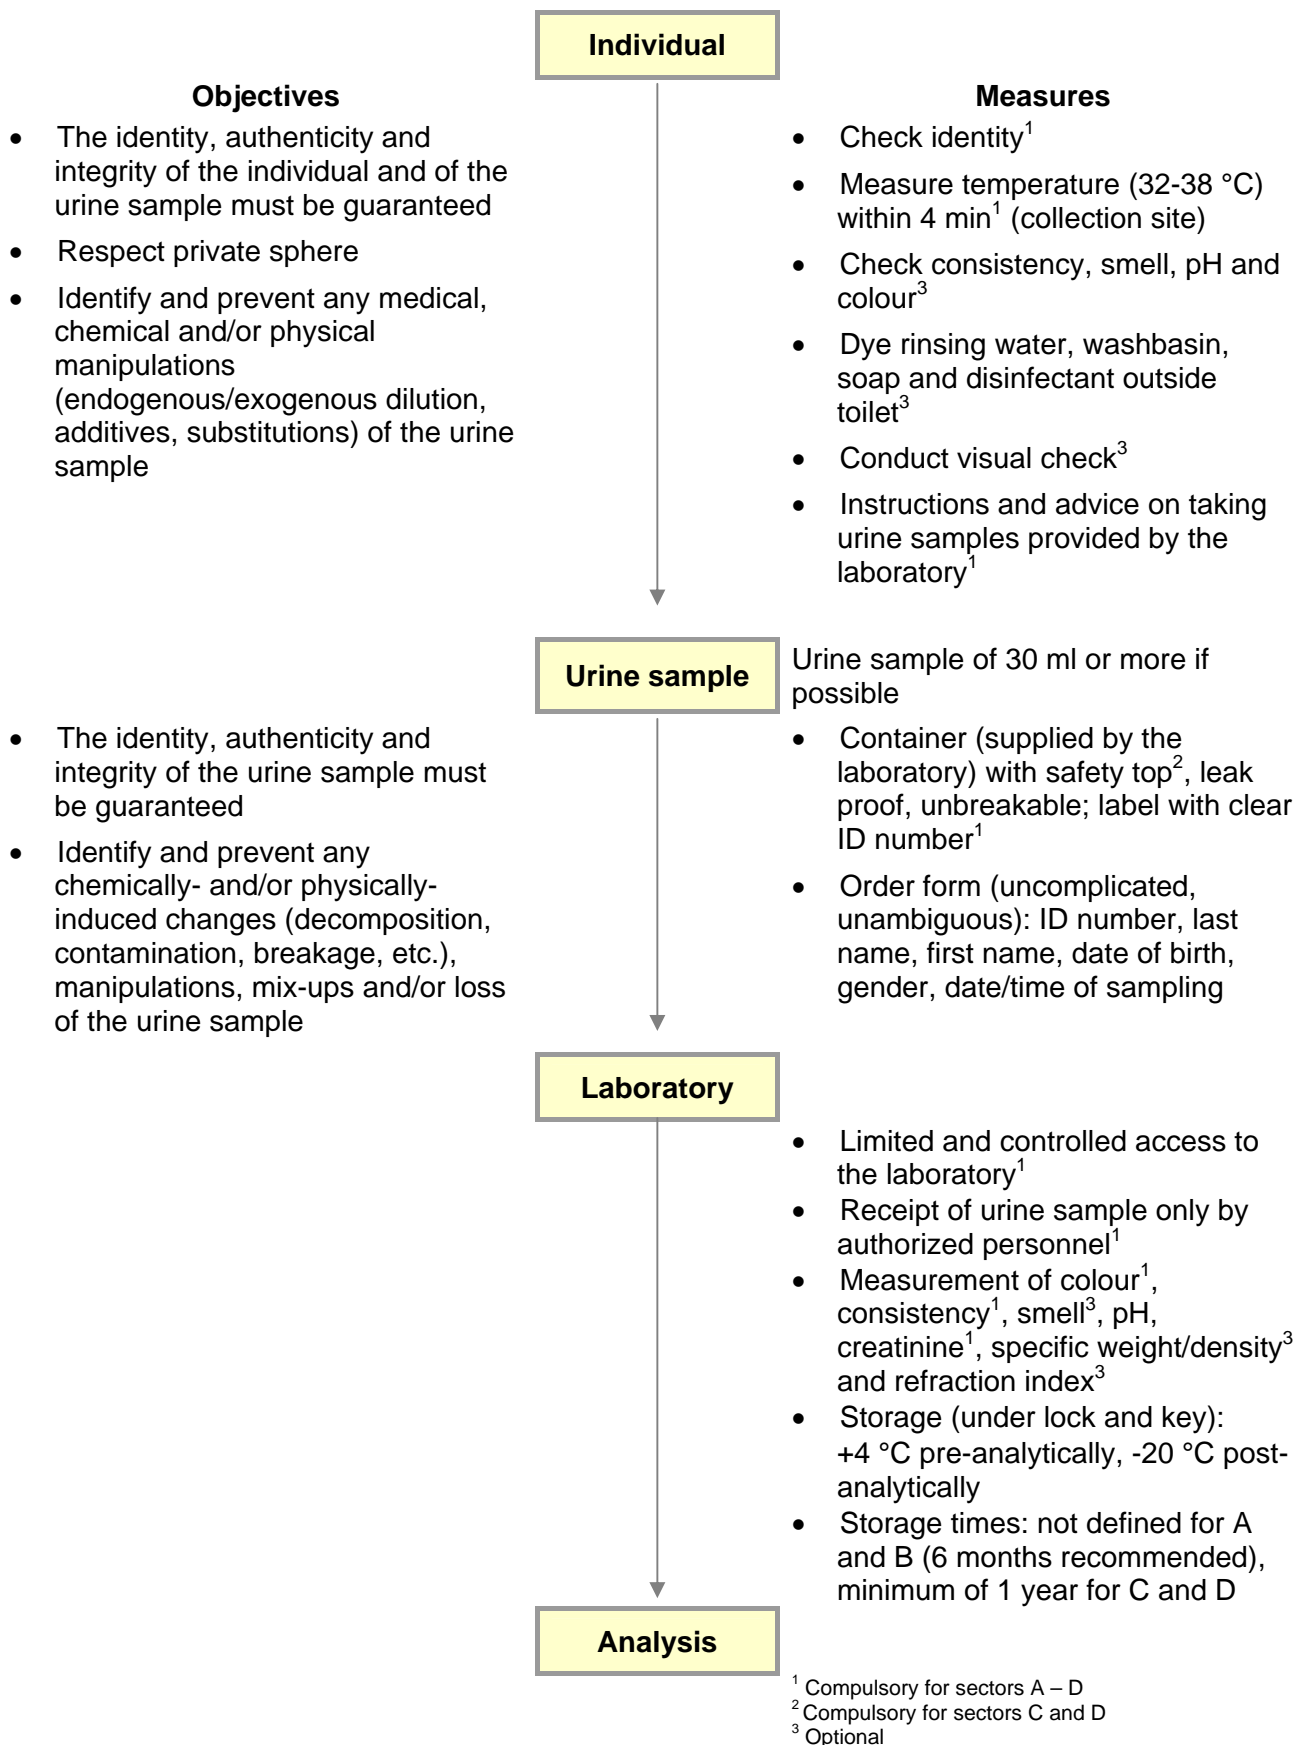 Individual
Objectives
• The identity, authenticity and
integrity of the individual and of the
urine sample must be guaranteed
• Respect private sphere
• Identify and prevent any medical,
chemical and/or physical
manipulations
(endogenous/exogenous dilution,
additives, substitutions) of the urine
sample
Measures
• Check identity¹
• Measure temperature (32-38 °C)
within 4 min¹ (collection site)
• Check consistency, smell, pH and
colour³
• Dye rinsing water, washbasin,
soap and disinfectant outside
toilet³
• Conduct visual check³
• Instructions and advice on taking
urine samples provided by the
laboratory¹
Urine sample
Urine sample of 30 ml or more if
possible
• The identity, authenticity and
integrity of the urine sample must
be guaranteed
• Identify and prevent any
chemically- and/or physically-
induced changes (decomposition,
contamination, breakage, etc.),
manipulations, mix-ups and/or loss
of the urine sample
• Container (supplied by the
laboratory) with safety top², leak
proof, unbreakable; label with clear
ID number¹
• Order form (uncomplicated,
unambiguous): ID number, last
name, first name, date of birth,
gender, date/time of sampling
Laboratory
• Limited and controlled access to
the laboratory¹
• Receipt of urine sample only by
authorized personnel¹
• Measurement of colour¹,
consistency¹, smell³, pH,
creatinine¹, specific weight/density³
and refraction index³
• Storage (under lock and key):
+4 °C pre-analytically, -20 °C post-
analytically
• Storage times: not defined for A
and B (6 months recommended),
minimum of 1 year for C and D
Analysis
¹ Compulsory for sectors A – D
² Compulsory for sectors C and D
³ Optional